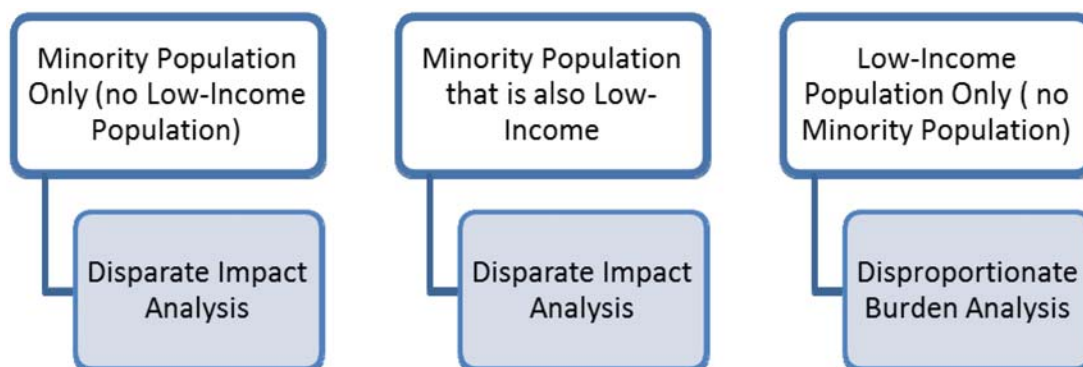 Minority Population
Only (no Low-Income
Population)
Disparate Impact
Analysis
Minority Population
that is also Low-
Income
Disparate Impact
Analysis
Low-Income
Population Only ( no
Minority Population)
Disproportionate
Burden Analysis